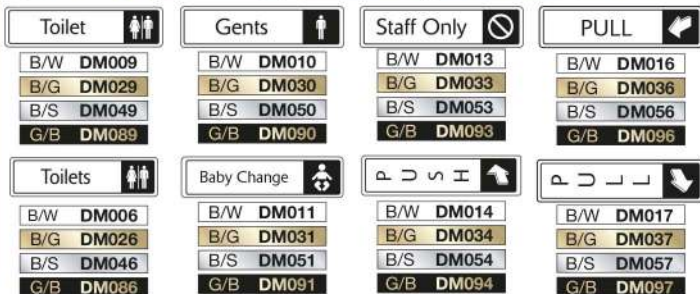 Toilet
B/W DM009
B/G DM029
B/S DM049
G/B DM089
Gents
B/W DM010
B/G DM030
B/S DM050
G/B DM090
Staff Only
B/W DM013
B/G DM033
B/S DM053
G/B DM093
PULL
B/W DM016
B/G DM036
B/S DM056
G/B DM096
Toilets
B/W DM006
B/G DM026
B/S DM046
G/B DM086
Baby Change
B/W DM011
B/G DM031
B/S DM051
G/B DM091
PUSH
B/W DM014
B/G DM034
B/S DM054
G/B DM094
PULL
B/W DM017
B/G DM037
B/S DM057
G/B DM097